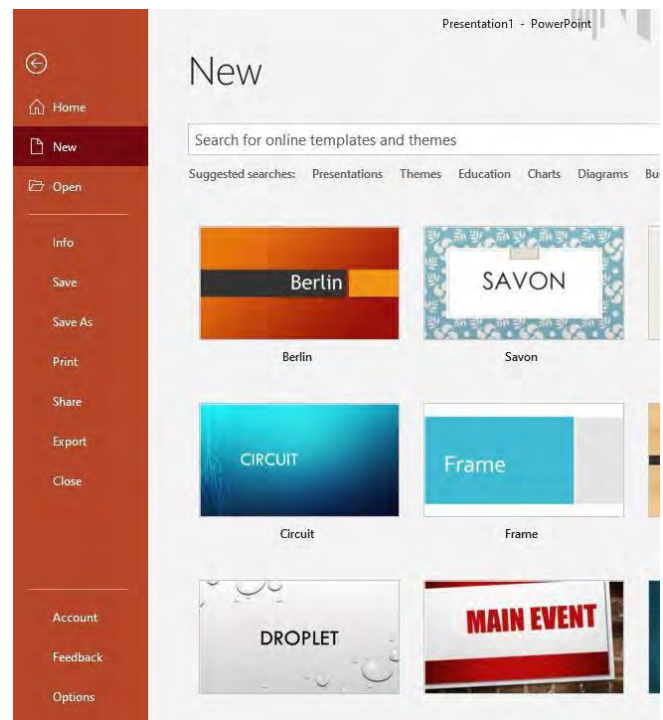 Presentation1 - PowerPoint
New
Home
New
Open
Info
Save
Save As
Print
Share
Export
Close
Account
Feedback
Options
Search for online templates and themes
Suggested searches: Presentations Themes Education Charts Diagrams
Berlin
SAVON
Berlin
Savon
CIRCUIT
Frame
Circuit
Frame
DROPLET
MAIN EVENT